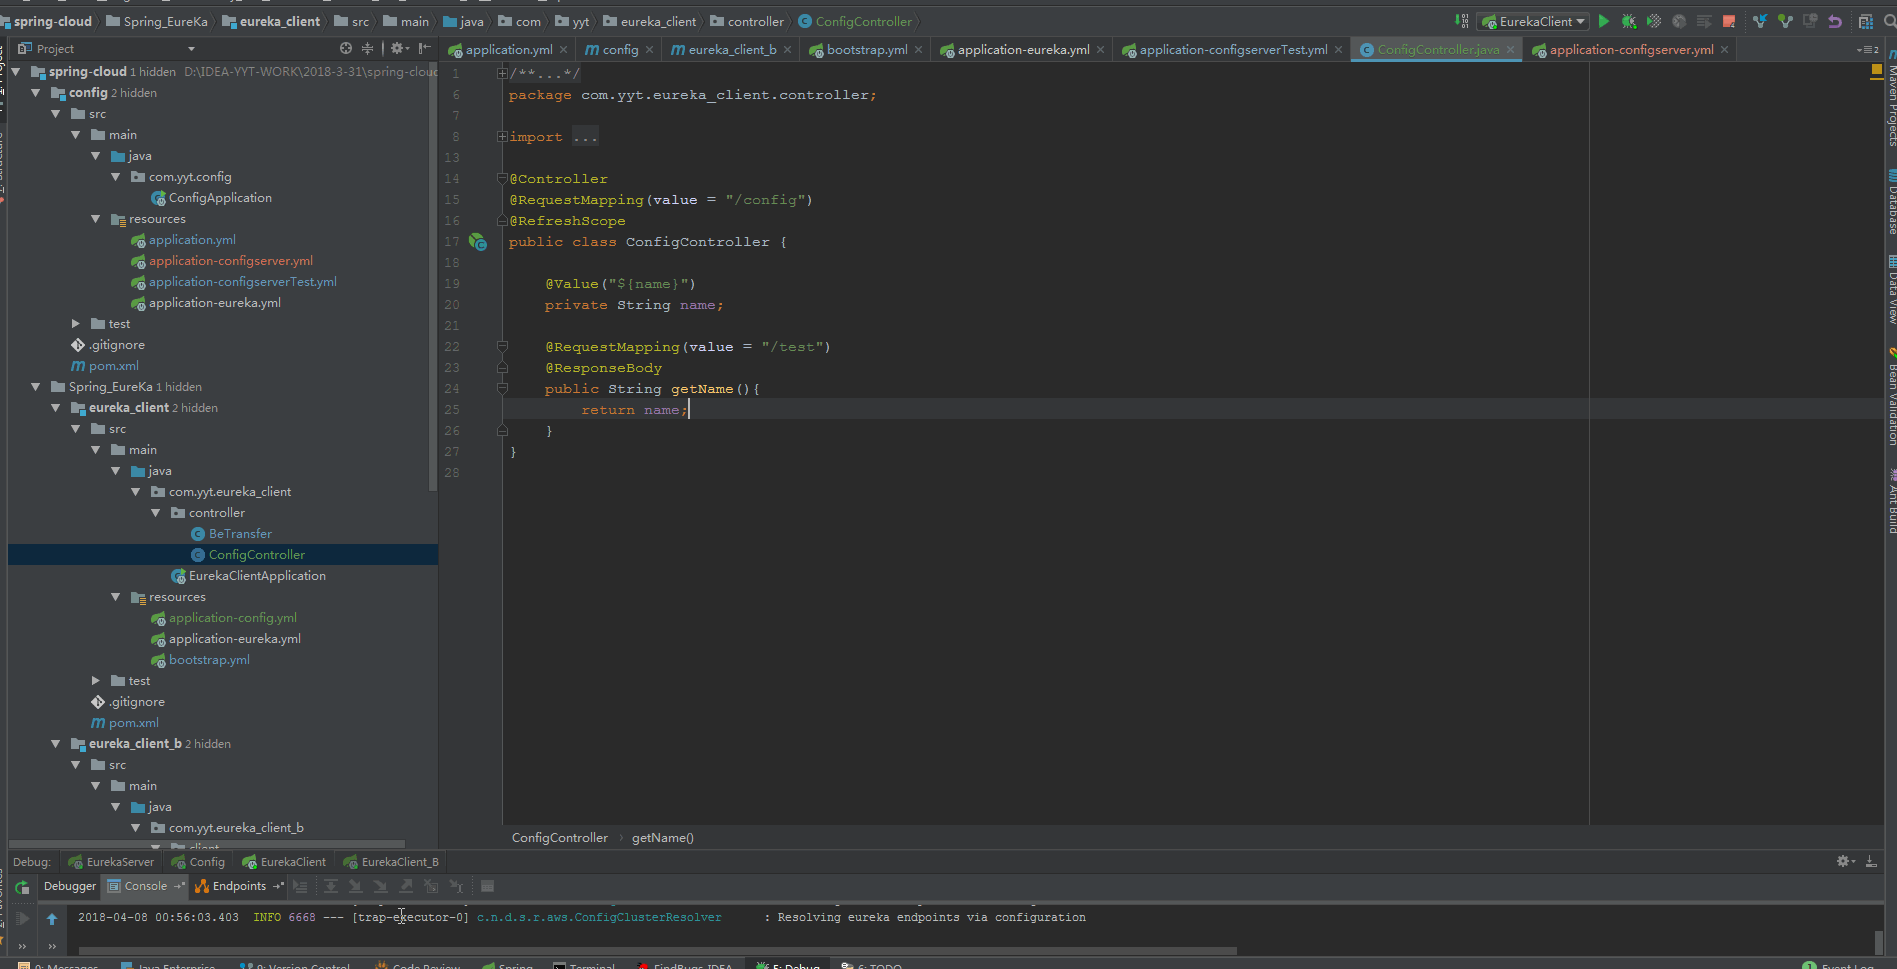 spring-cloud Spring_EureKa eureka_client src main java com yyt eureka_client controller ConfigController EurekaClient
Project
application.yml config eureka_client_b bootstrap.yml application-eureka.yml application-configserverTest.yml ConfigController.java application-configserver.yml
spring-cloud 1 hidden D:\IDEA-YYT-WORK\2018-3-31\spring-cloud
config 2 hidden
src
main
java
com.yyt.config
ConfigApplication
resources
application.yml
application-configserver.yml
application-configserverTest.yml
application-eureka.yml
test
.gitignore
pom.xml
Spring_EureKa 1 hidden
eureka_client 2 hidden
src
main
java
com.yyt.eureka_client
controller
BeTransfer
ConfigController
EurekaClientApplication
resources
application-config.yml
application-eureka.yml
bootstrap.yml
test
.gitignore
pom.xml
eureka_client_b 2 hidden
src
main
java
com.yyt.eureka_client_b
client
1 /**...*/
6 package com.yyt.eureka_client.controller;
7
8 import ...
13
14 @Controller
15 @RequestMapping(value = "/config")
16 @RefreshScope
17 public class ConfigController {
18
19 @Value("${name}")
20 private String name;
21
22 @RequestMapping(value = "/test")
23 @ResponseBody
24 public String getName(){
25 return name;
26 }
27 }
28
ConfigController › getName()
Maven Projects
Database
Data View
Bean Validation
Ant Build
Debug: EurekaServer Config EurekaClient EurekaClient_B
Debugger Console Endpoints
2018-04-08 00:56:03.403 INFO 6668 --- [trap-executor-0] c.n.d.s.r.aws.ConfigClusterResolver : Resolving eureka endpoints via configuration
0: Messages Java Enterprise 9: Version Control Code Review Spring Terminal FindBugs-IDEA 5: Debug 6: TODO Event Log